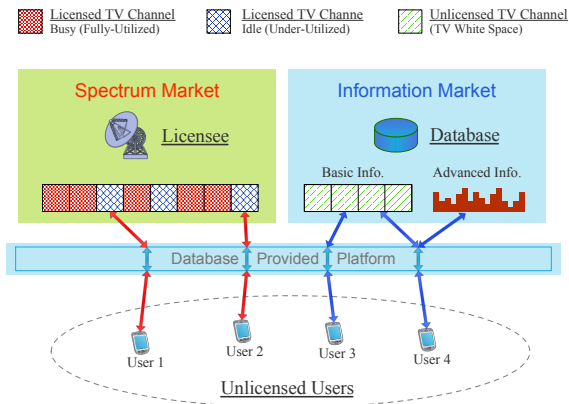 Licensed TV Channel
Busy (Fully-Utilized)
Licensed TV Channe
Idle (Under-Utilized)
Unlicensed TV Channel
(TV White Space)
Spectrum Market
Information Market
Licensee
Database
Basic Info.
Advanced Info.
Database Provided Platform
User 1
User 2
User 3
User 4
Unlicensed Users